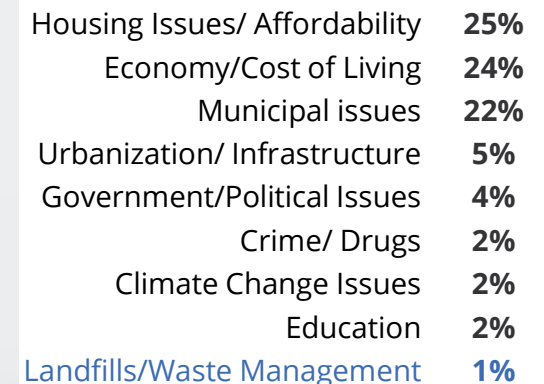 Housing Issues/ Affordability 25%
Economy/Cost of Living 24%
Municipal issues 22%
Urbanization/ Infrastructure 5%
Government/Political Issues 4%
Crime/ Drugs 2%
Climate Change Issues 2%
Education 2%
Landfills/Waste Management 1%